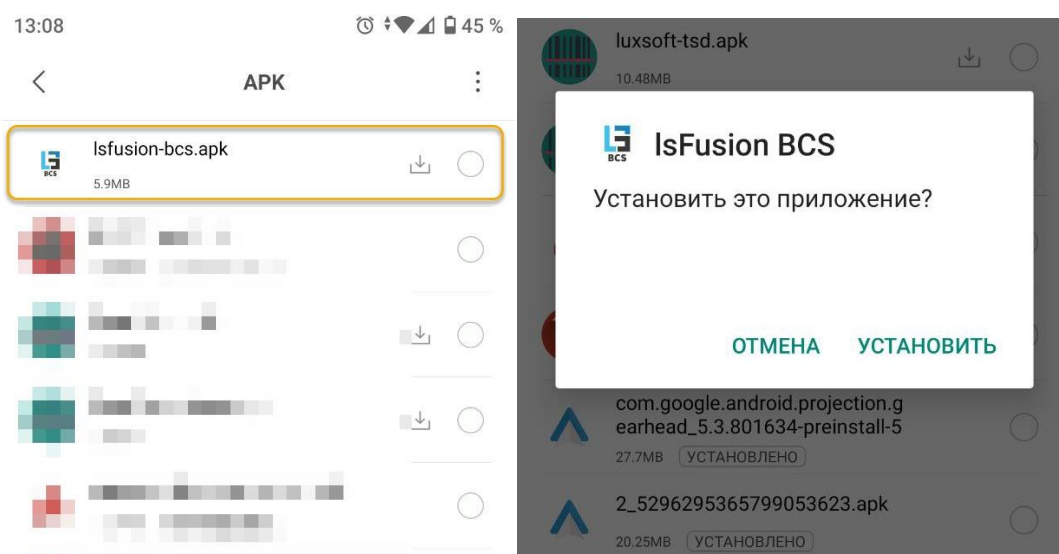 13:08
45 %
APK
lsfusion-bcs.apk
5.9MB
BCS
luxsoft-tsd.apk
10.48MB
BCS
lsFusion BCS
Установить это приложение?
ОТМЕНА УСТАНОВИТЬ
com.google.android.projection.g
earhead_5.3.801634-preinstall-5
27.7MB УСТАНОВЛЕНО
2_5296295365799053623.apk
20.25MB УСТАНОВЛЕНО